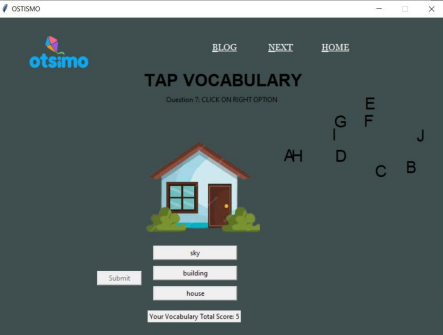 OSTISMO
otsimo
BLOG NEXT HOME
TAP VOCABULARY
Question 7: CLICK ON RIGHT OPTION
E
G F
I J
AH D
C B
sky
building
Submit
house
Your Vocabulary Total Score: 5